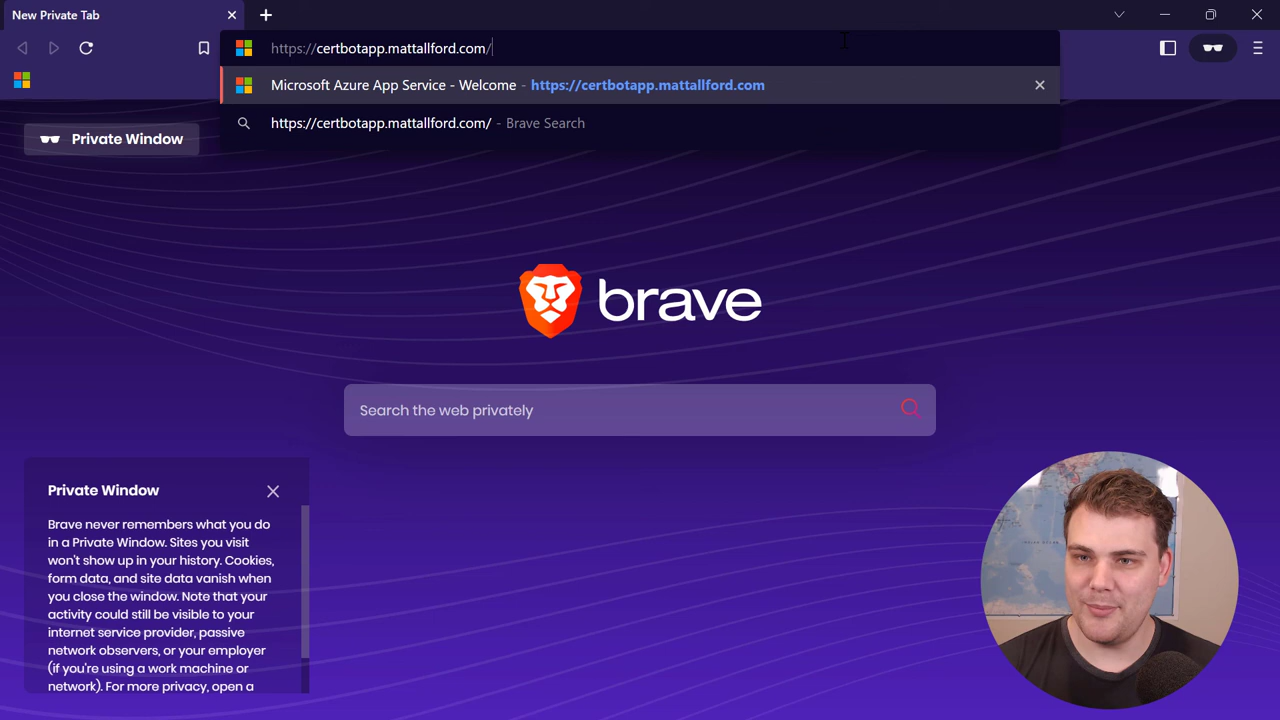 New Private Tab
https://certbotapp.mattallford.com/
Microsoft Azure App Service - Welcome - https://certbotapp.mattallford.com
https://certbotapp.mattallford.com/ - Brave Search
Private Window
brave
Search the web privately
Private Window
Brave never remembers what you do
in a Private Window. Sites you visit
won't show up in your history. Cookies,
form data, and site data vanish when
you close the window. Note that your
activity could still be visible to your
internet service provider, passive
network observers, or your employer
(if you're using a work machine or
network). For more privacy, open a